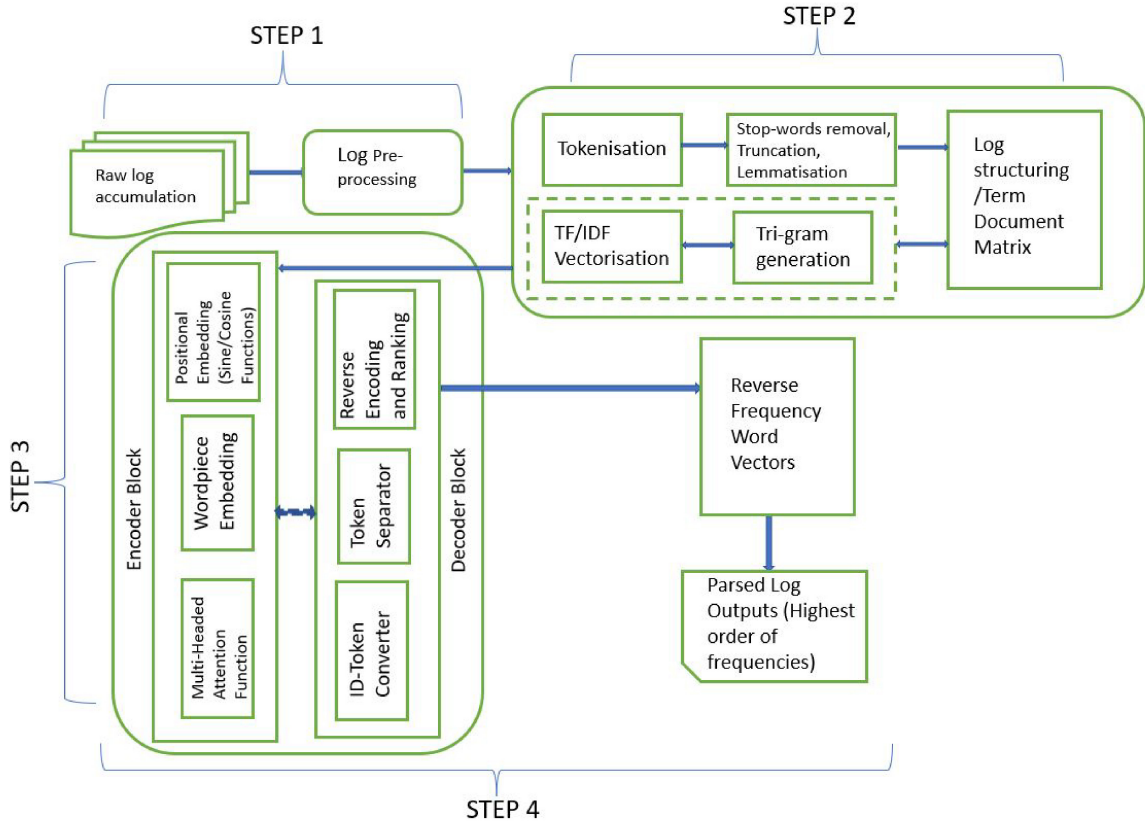 STEP 1
STEP 2
Raw log
accumulation
Log Pre-
processing
Tokenisation
Stop-words removal,
Truncation,
Lemmatisation
Log
structuring
/Term
Document
Matrix
TF/IDF
Vectorisation
Tri-gram
generation
STEP 3
Encoder Block
Positional
Embedding
(Sine/Cosine
Functions)
Wordpiece
Embedding
Multi-Headed
Attention
Function
Reverse
Encoding
and Ranking
Token
Separator
ID-Token
Converter
Decoder Block
Reverse
Frequency
Word
Vectors
Parsed Log
Outputs (Highest
order of
frequencies)
STEP 4